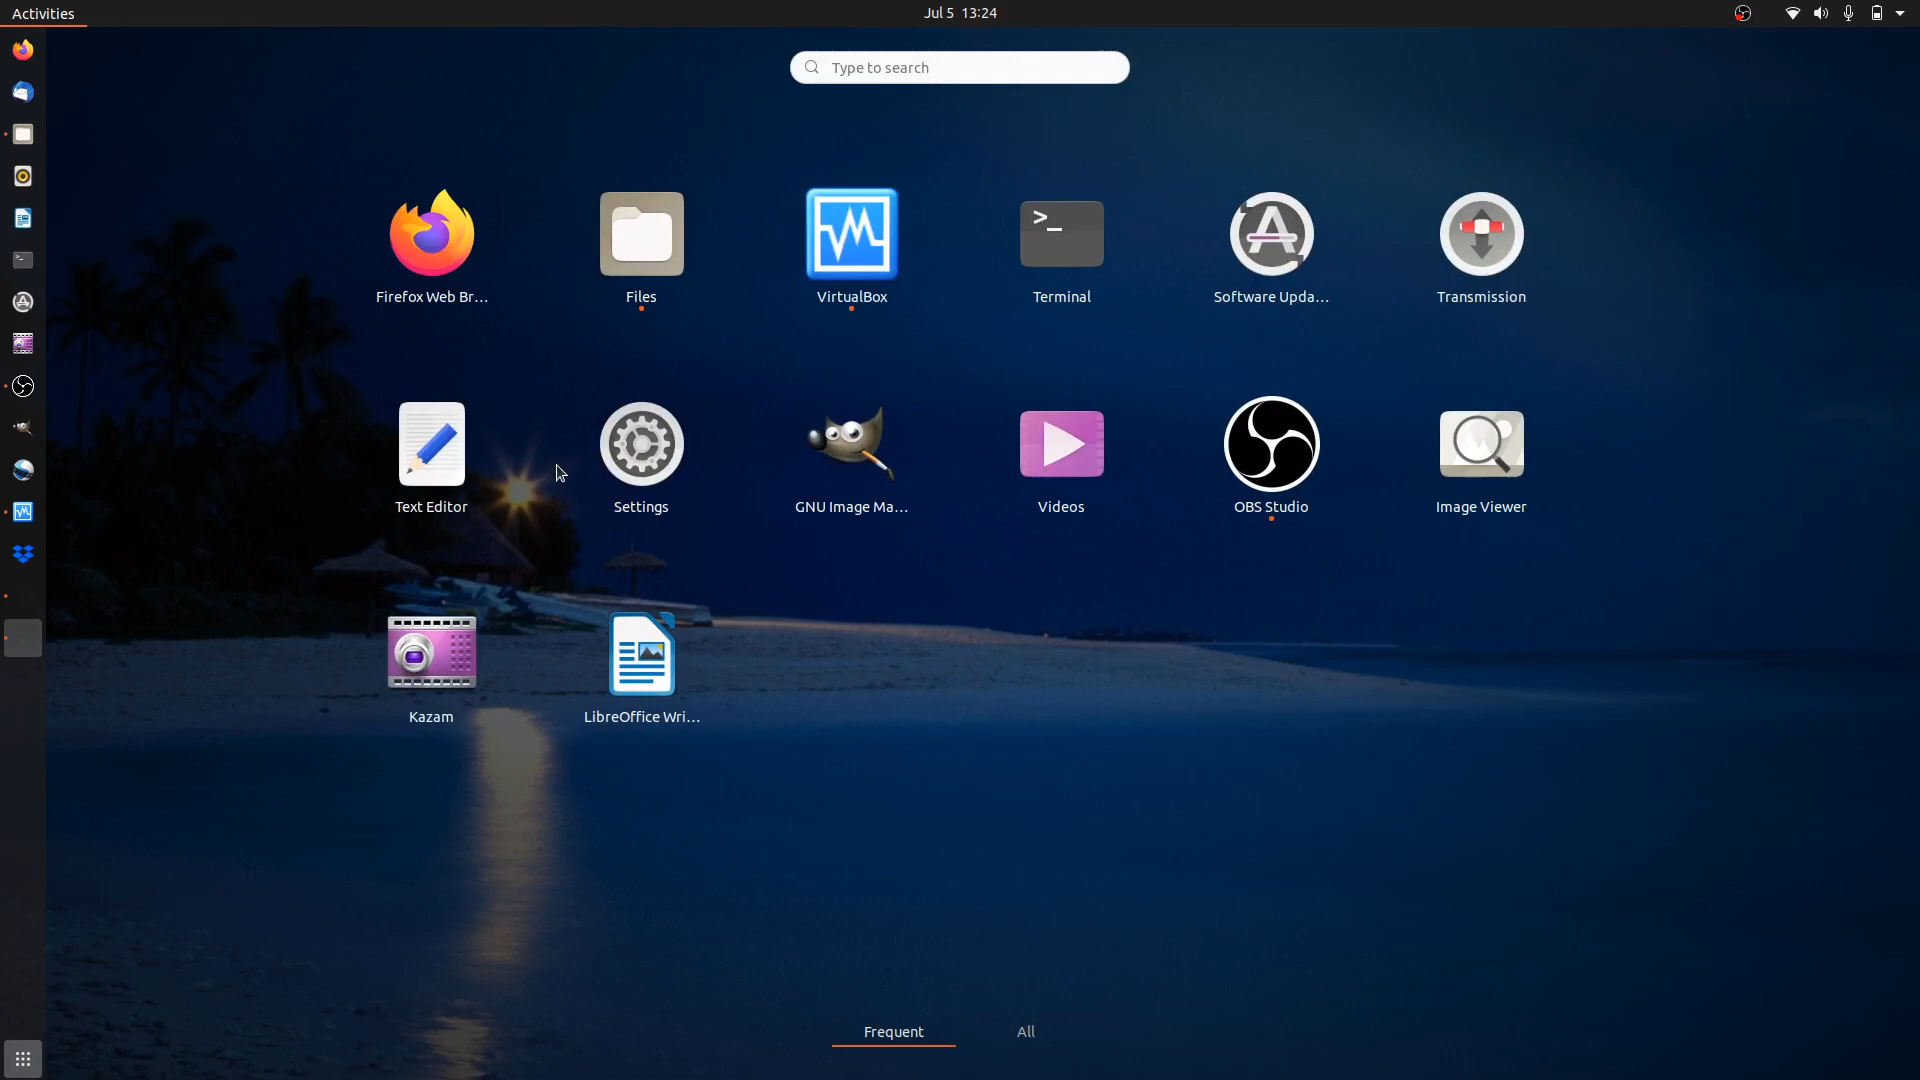 Activities
Jul 5 13:24
Type to search
Firefox Web Br...
Files
VirtualBox
>_
Terminal
A
Software Upda...
Transmission
Text Editor
Settings
GNU Image Ma...
Videos
OBS Studio
Image Viewer
Kazam
LibreOffice Wri...
Frequent
All